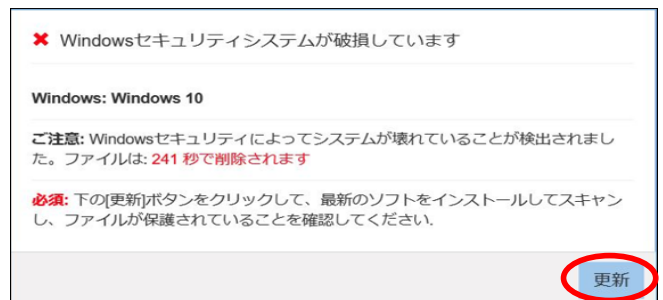 ✖ Windowsセキュリティシステムが破損しています
Windows: Windows 10
ご注意: Windowsセキュリティによってシステムが壊れていることが検出されまし
た。ファイルは: 241 秒で削除されます
必須: 下の[更新]ボタンをクリックして、最新のソフトをインストールしてスキャン
し、ファイルが保護されていることを確認してください.
更新